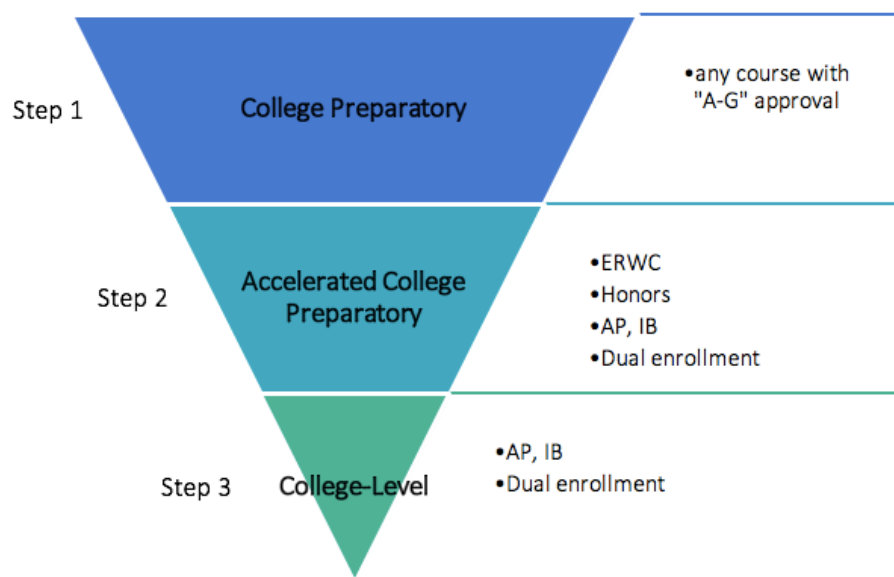 Step 1
College Preparatory
•any course with
"A-G" approval
Step 2
Accelerated College
Preparatory
•ERWC
•Honors
•AP, IB
•Dual enrollment
Step 3
College-Level
•AP, IB
•Dual enrollment